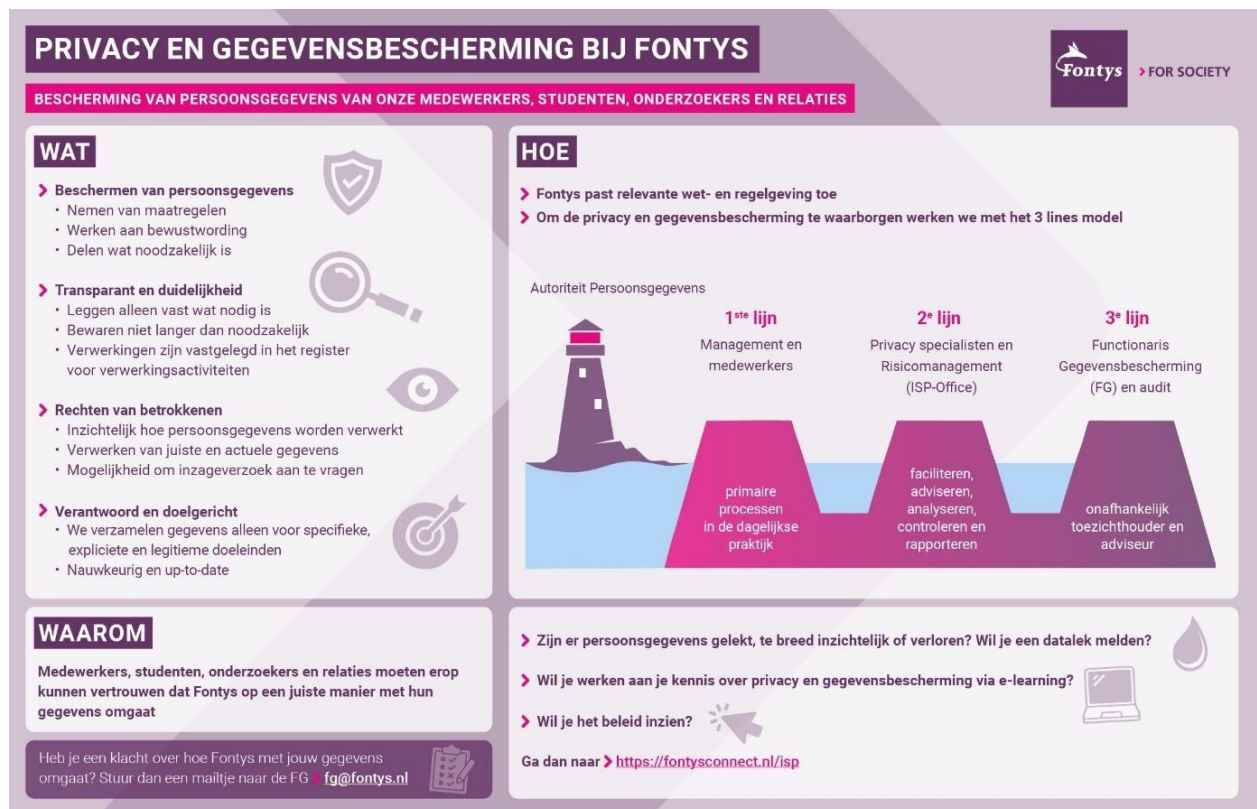 PRIVACY EN GEGEVENSBESCHERMING BIJ FONTYS
BESCHERMING VAN PERSOONSGEGEVENS VAN ONZE MEDEWERKERS, STUDENTEN, ONDERZOEKERS EN RELATIES
Fontys
> FOR SOCIETY
WAT
> Beschermen van persoonsgegevens
• Nemen van maatregelen
• Werken aan bewustwording
• Delen wat noodzakelijk is
> Transparant en duidelijkheid
• Leggen alleen vast wat nodig is
• Bewaren niet langer dan noodzakelijk
• Verwerkingen zijn vastgelegd in het register
voor verwerkingsactiviteiten
> Rechten van betrokkenen
• Inzichtelijk hoe persoonsgegevens worden verwerkt
• Verwerken van juiste en actuele gegevens
• Mogelijkheid om inzageverzoek aan te vragen
> Verantwoord en doelgericht
• We verzamelen gegevens alleen voor specifieke,
expliciete en legitieme doeleinden
• Nauwkeurig en up-to-date
HOE
> Fontys past relevante wet- en regelgeving toe
> Om de privacy en gegevensbescherming te waarborgen werken we met het 3 lines model
Autoriteit Persoonsgegevens
1ste lijn
Management en
medewerkers
primaire
processen
in de dagelijkse
praktijk
2e lijn
Privacy specialisten en
Risicomanagement
(ISP-Office)
faciliteren,
adviseren,
analyseren,
controleren en
rapporteren
3e lijn
Functionaris
Gegevensbescherming
(FG) en audit
onafhankelijk
toezichthouder en
adviseur
WAAROM
Medewerkers, studenten, onderzoekers en relaties moeten erop
kunnen vertrouwen dat Fontys op een juiste manier met hun
gegevens omgaat
Heb je een klacht over hoe Fontys met jouw gegevens
omgaat? Stuur dan een mailtje naar de FG > fg@fontys.nl
> Zijn er persoonsgegevens gelekt, te breed inzichtelijk of verloren? Wil je een datalek melden?
> Wil je werken aan je kennis over privacy en gegevensbescherming via e-learning?
> Wil je het beleid inzien?
Ga dan naar > https://fontysconnect.nl/isp